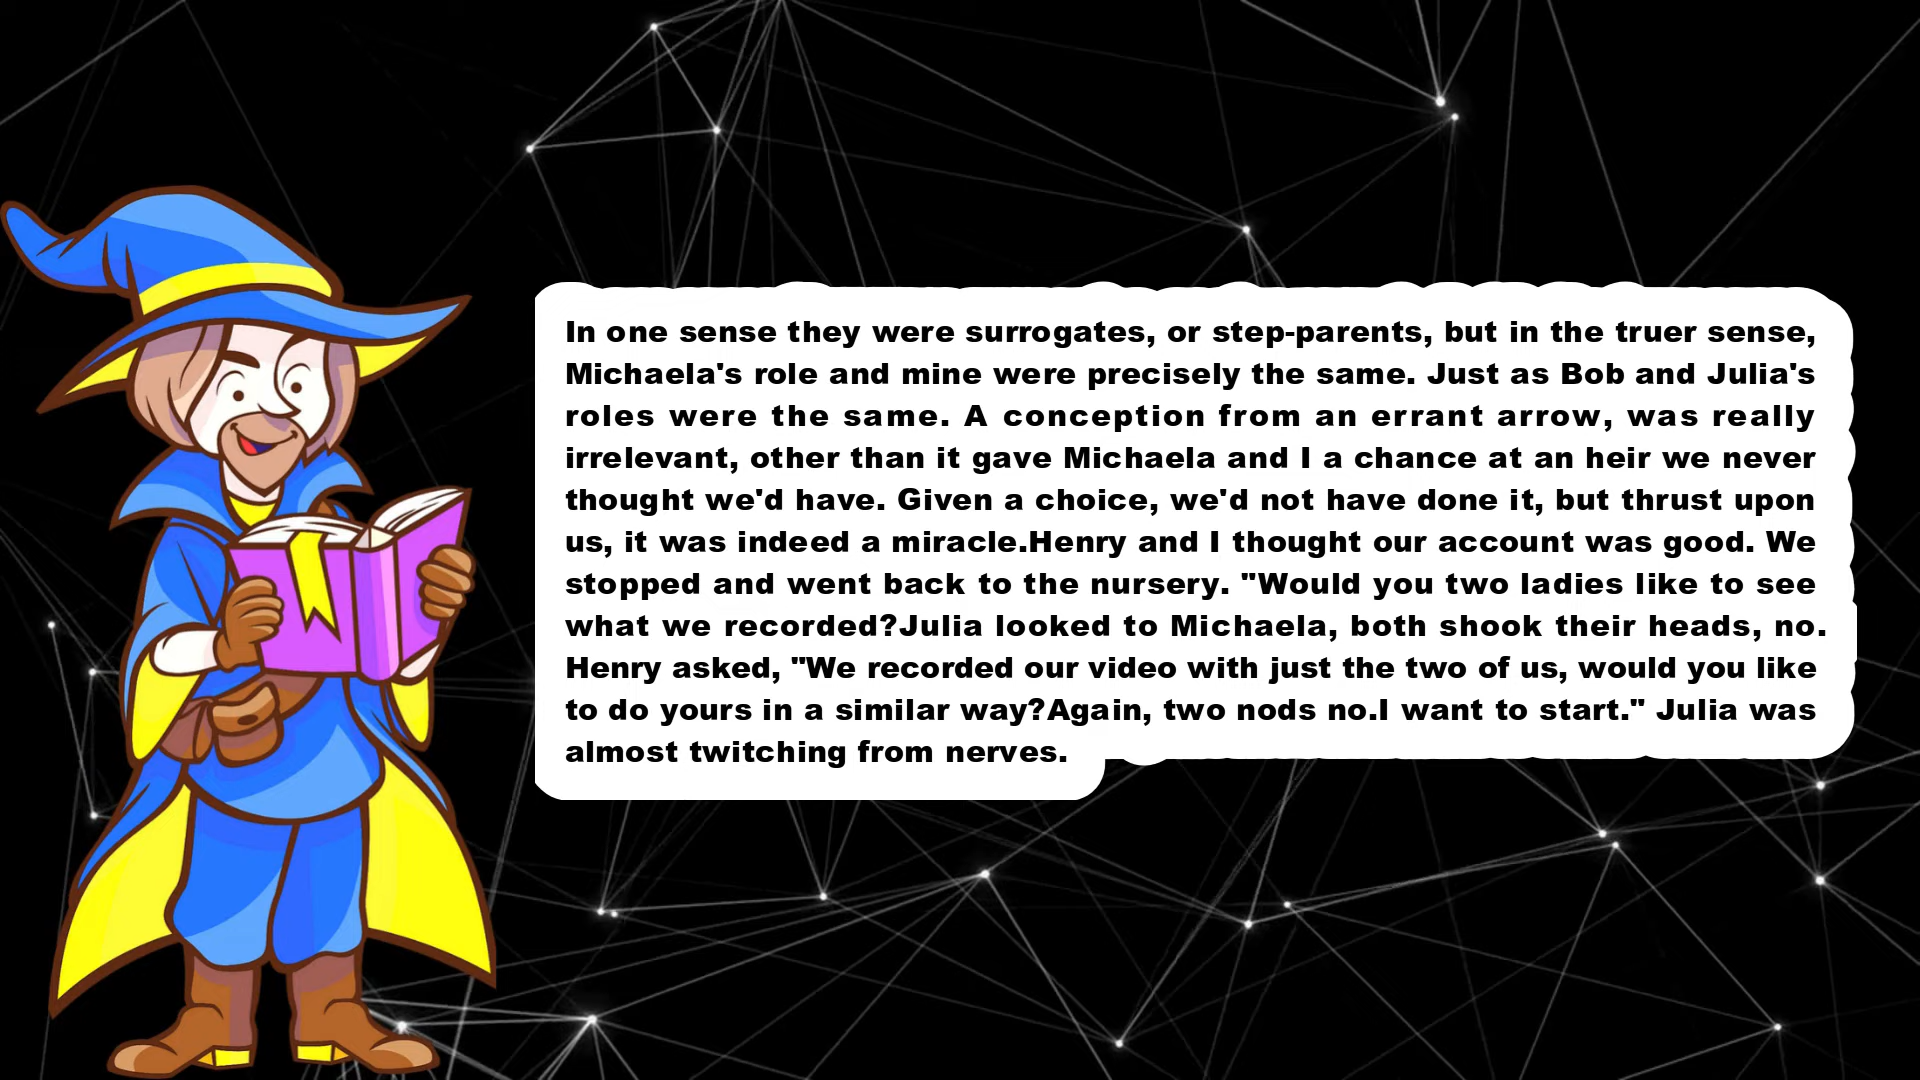 In one sense they were surrogates, or step-parents, but in the truer sense,
Michaela's role and mine were precisely the same. Just as Bob and Julia's
roles were the same. A conception from an errant arrow, was really
irrelevant, other than it gave Michaela and I a chance at an heir we never
thought we'd have. Given a choice, we'd not have done it, but thrust upon
us, it was indeed a miracle.Henry and I thought our account was good. We
stopped and went back to the nursery. "Would you two ladies like to see
what we recorded?Julia looked to Michaela, both shook their heads, no.
Henry asked, "We recorded our video with just the two of us, would you like
to do yours in a similar way?Again, two nods no.I want to start." Julia was
almost twitching from nerves.